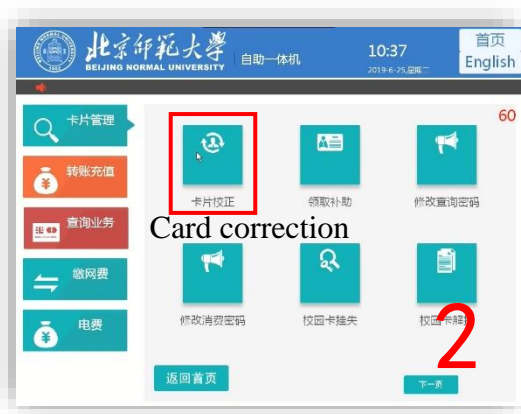 北京师范大学
BEIJING NORMAL UNIVERSITY
自助一体机
10:37
2019-6-25,星期二
首页
English
60
卡片管理
转账充值
查询业务
缴网费
电费
卡片校正
领取补助
修改查询密码
Card correction
修改消费密码
校园卡挂失
校园卡解挂
2
返回首页
下一页